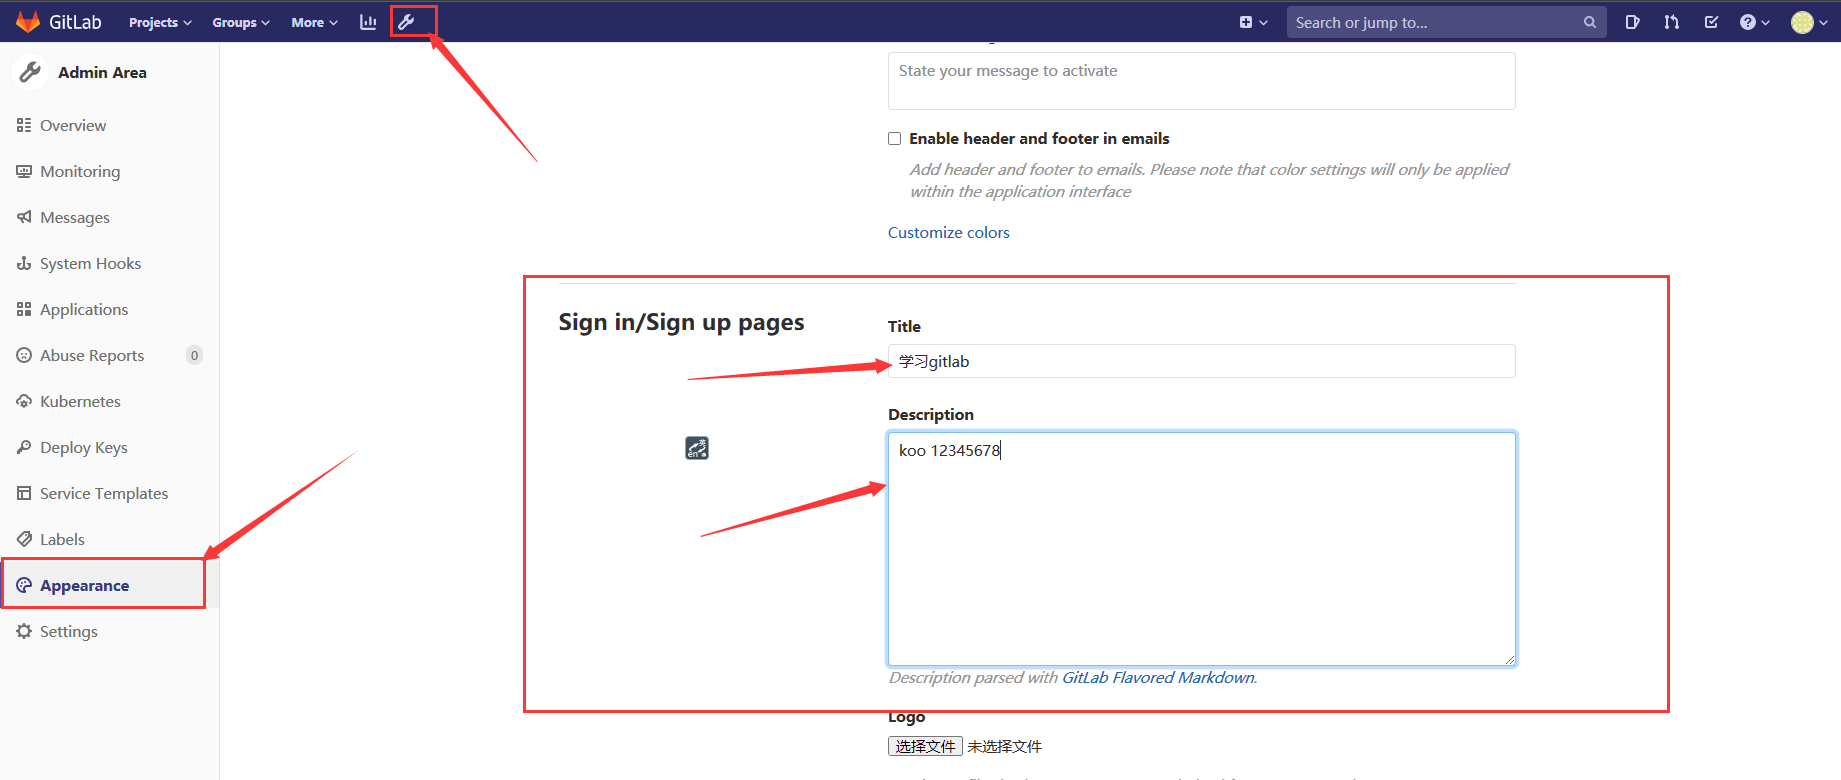 GitLab Projects Groups More Search or jump to...
Admin Area
Overview
Monitoring
Messages
System Hooks
Applications
Abuse Reports 0
Kubernetes
Deploy Keys
Service Templates
Labels
Appearance
Settings
State your message to activate
Enable header and footer in emails
Add header and footer to emails. Please note that color settings will only be applied
within the application interface
Customize colors
Sign in/Sign up pages
Title
学习gitlab
Description
koo 12345678
英
en
Description parsed with GitLab Flavored Markdown.
Logo
选择文件 未选择文件